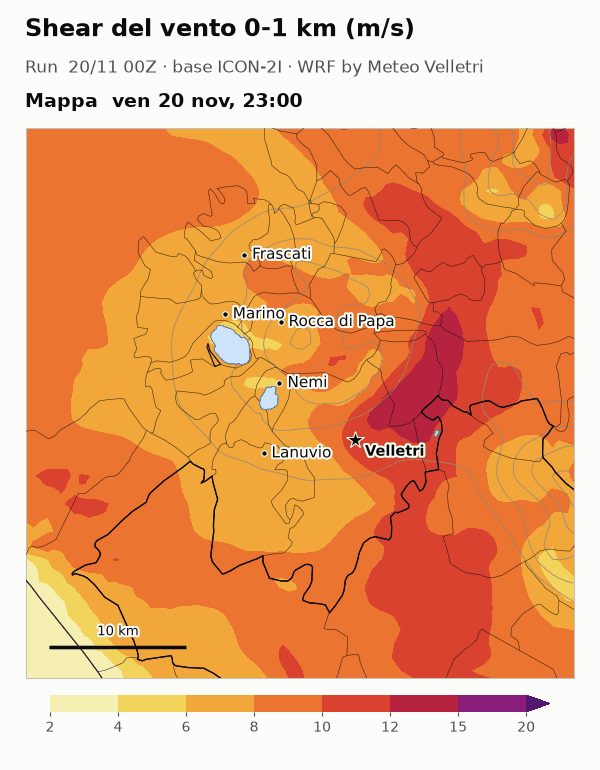 Shear del vento 0-1 km (m/s)
Run  20/11 00Z · base ICON-2I · WRF by Meteo Velletri
Mappa  ven 20 nov, 23:00
Frascati
Marino
Rocca di Papa
Nemi
Velletri
Lanuvio
10 km
2 4 6 8 10 12 15 20